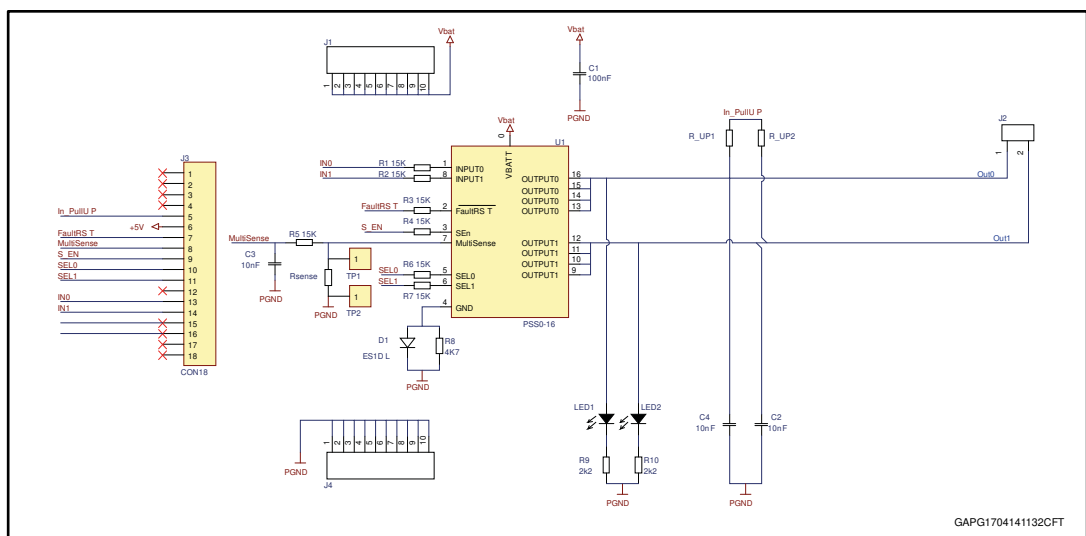 Vbat
Vbat
J1
1 2 3 4 5 6 7 8 9 10
C1
100nF
PGND
In_PullU P
R_UP1
R_UP2
J2
1
2
Vbat
0
U1
VBATT
J3
1
2
3
4
In_PullU P
5
+5V
6
FaultRS T
7
MultiSense
8
S_EN
9
SEL0
10
SEL1
11
12
IN0
13
IN1
14
15
16
17
18
CON18
IN0
R1 15K
1
INPUT0
IN1
R2 15K
8
INPUT1
FaultRS T
R3 15K
2
FaultRS T
S_EN
R4 15K
3
SEn
MultiSense
R5 15K
7
MultiSense
C3
10nF
PGND
Rsense
PGND
1
TP1
1
TP2
SEL0
R6 15K
5
SEL0
SEL1
R7 15K
6
SEL1
4
GND
OUTPUT0
16
OUTPUT0
15
OUTPUT0
14
OUTPUT0
13
OUTPUT1
12
OUTPUT1
11
OUTPUT1
10
OUTPUT1
9
PSS0-16
Out0
Out1
D1
ES1D L
R8
4K7
PGND
LED1
LED2
R9
2k2
R10
2k2
PGND
C4
10nF
C2
10nF
PGND
1 2 3 4 5 6 7 8 9 10
PGND
J4
GAPG1704141132CFT